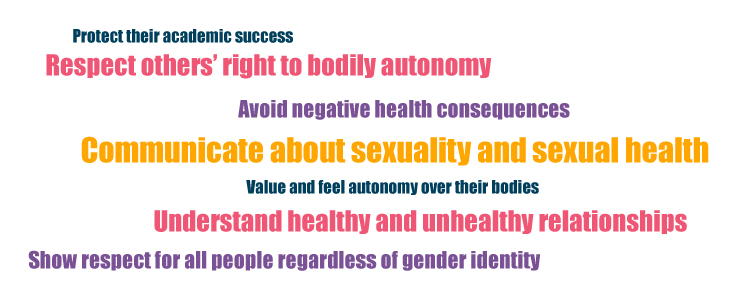 Protect their academic success
Respect others’ right to bodily autonomy
Avoid negative health consequences
Communicate about sexuality and sexual health
Value and feel autonomy over their bodies
Understand healthy and unhealthy relationships
Show respect for all people regardless of gender identity